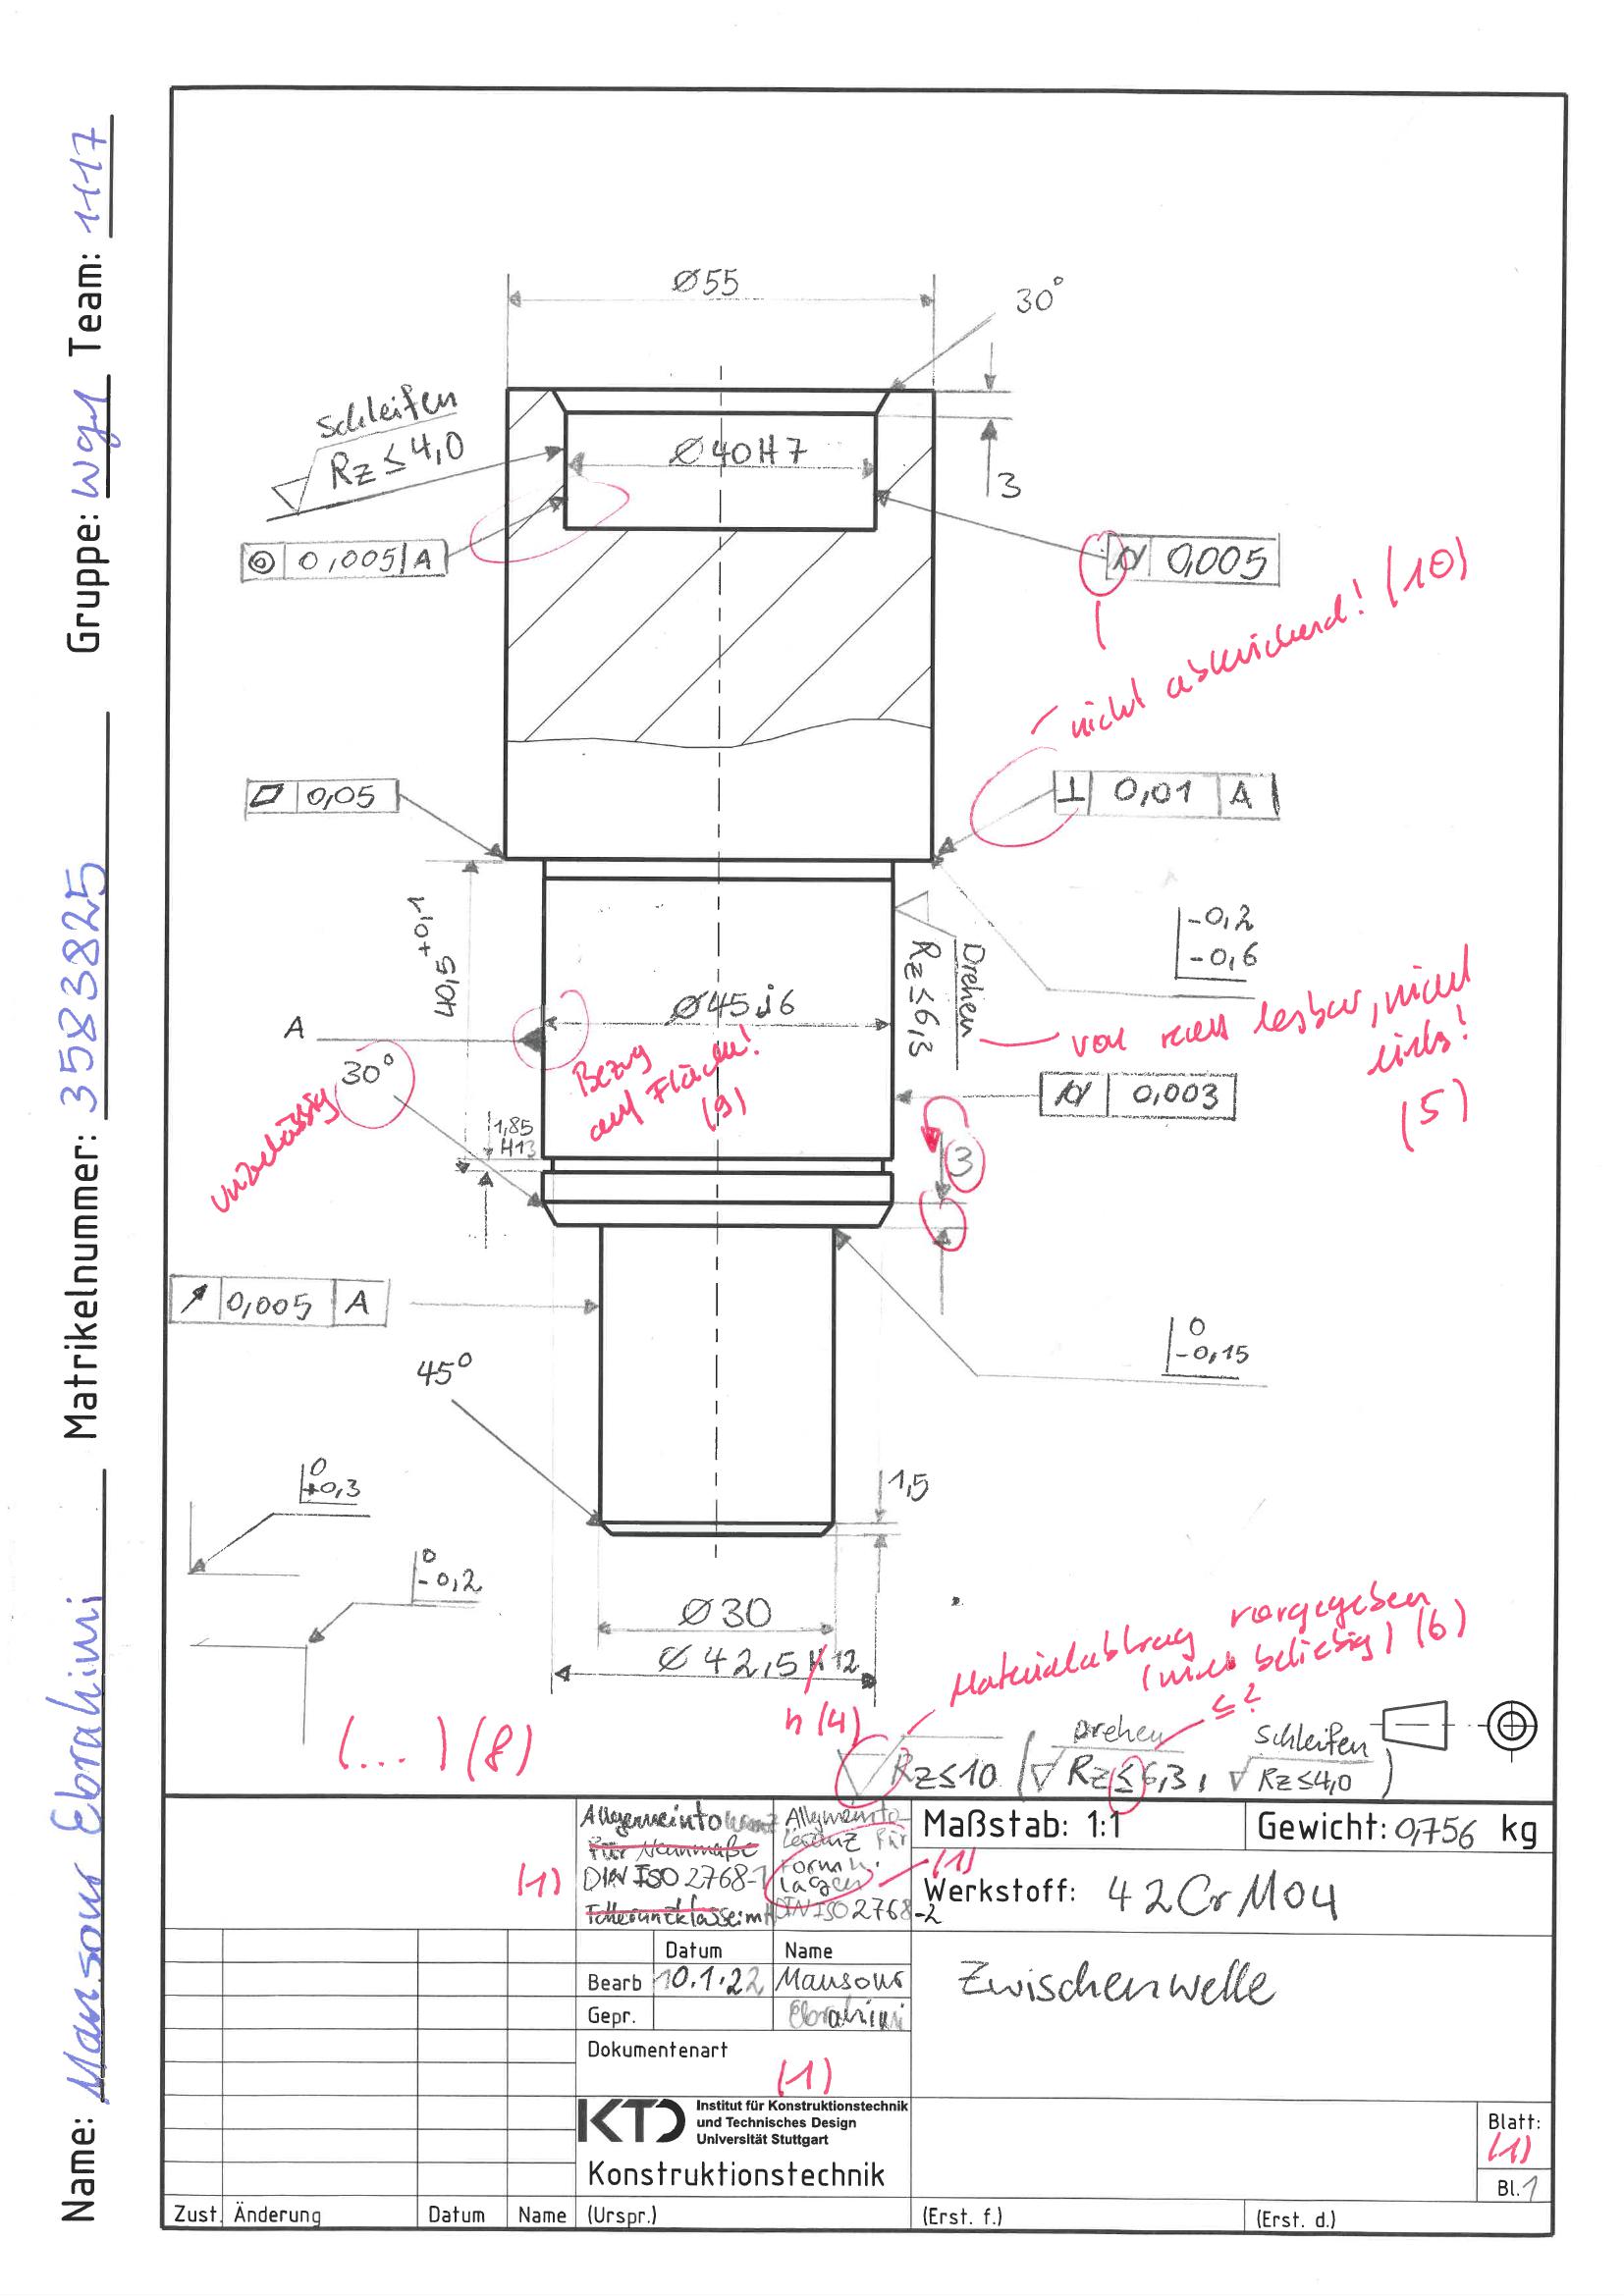 Name: Mansour Ebrahimi Matrikelnummer: 3583825 Gruppe: Wgl Team: 1117
Ø55
30°
Schleifen
Rz ≤ 4,0
Ø40H7
3
◎ 0,005 A
⌭ 0,005
nicht abknickend! (10)
⏥ 0,05
⊥ 0,01 A
-0,2
-0,6
40,5 +0,1
Drehen
Rz ≤ 6,3
Ø45j6
A
von rechts lesbar, nicht
links!
(5)
Bezug
auf Fläche!
(9)
30°
unzulässig
⌭ 0,003
1,85
H13
3
↗ 0,005 A
0
-0,15
45°
1,5
0
+0,3
0
-0,2
Ø30
Ø42,5 H12
h (4)
(...) (8)
Materialabtrag vorgegeben
(nicht beliebig) (6)
≤?
Rz ≤ 10 (Drehen Rz ≤ 6,3, Schleifen Rz ≤ 4,0)
Allgemeintoleranz
für Nennmaße
DIN ISO 2768-1
(1)
Allgemeinto-
leranz für
Form u.
Lagen
DIN ISO 2768-2
(1)
Maßstab: 1:1
Gewicht: 0,756 kg
Werkstoff: 42CrMo4
Datum Name
Bearb 10.1.22 Mansour
Gepr. Ebrahimi
Zwischenwelle
Dokumentenart
(1)
KTD
Institut für Konstruktionstechnik
und Technisches Design
Universität Stuttgart
Konstruktionstechnik
Blatt:
(1)
Bl. 1
Zust. Änderung Datum Name (Urspr.) (Erst. f.) (Erst. d.)